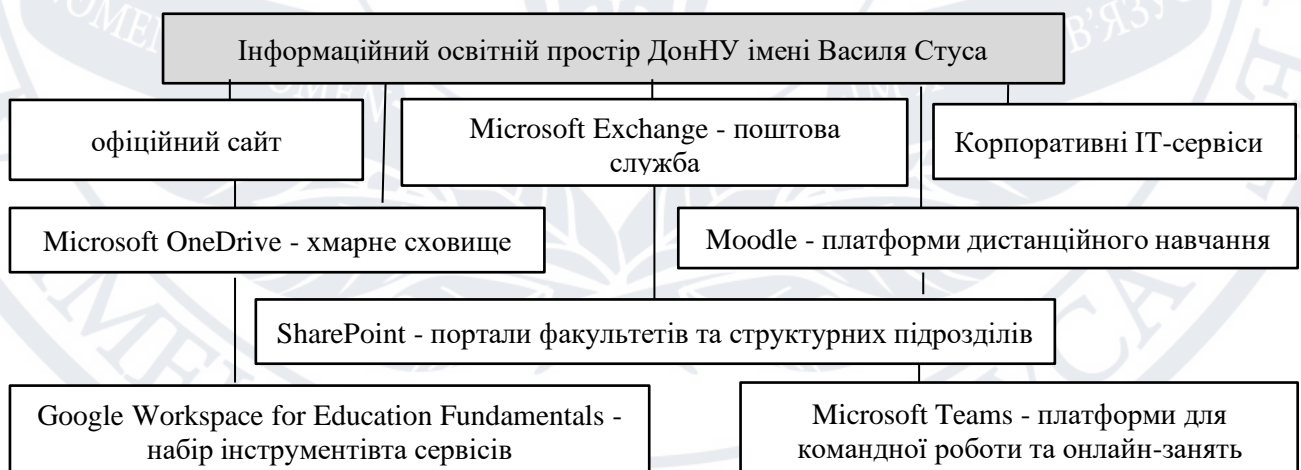 Інформаційний освітній простір ДонНУ імені Василя Стуса
офіційний сайт
Microsoft Exchange - поштова
служба
Корпоративні ІТ-сервіси
Microsoft OneDrive - хмарне сховище
Moodle - платформи дистанційного навчання
SharePoint - портали факультетів та структурних підрозділів
Google Workspace for Education Fundamentals -
набір інструментівта сервісів
Microsoft Teams - платформи для
командної роботи та онлайн-занять